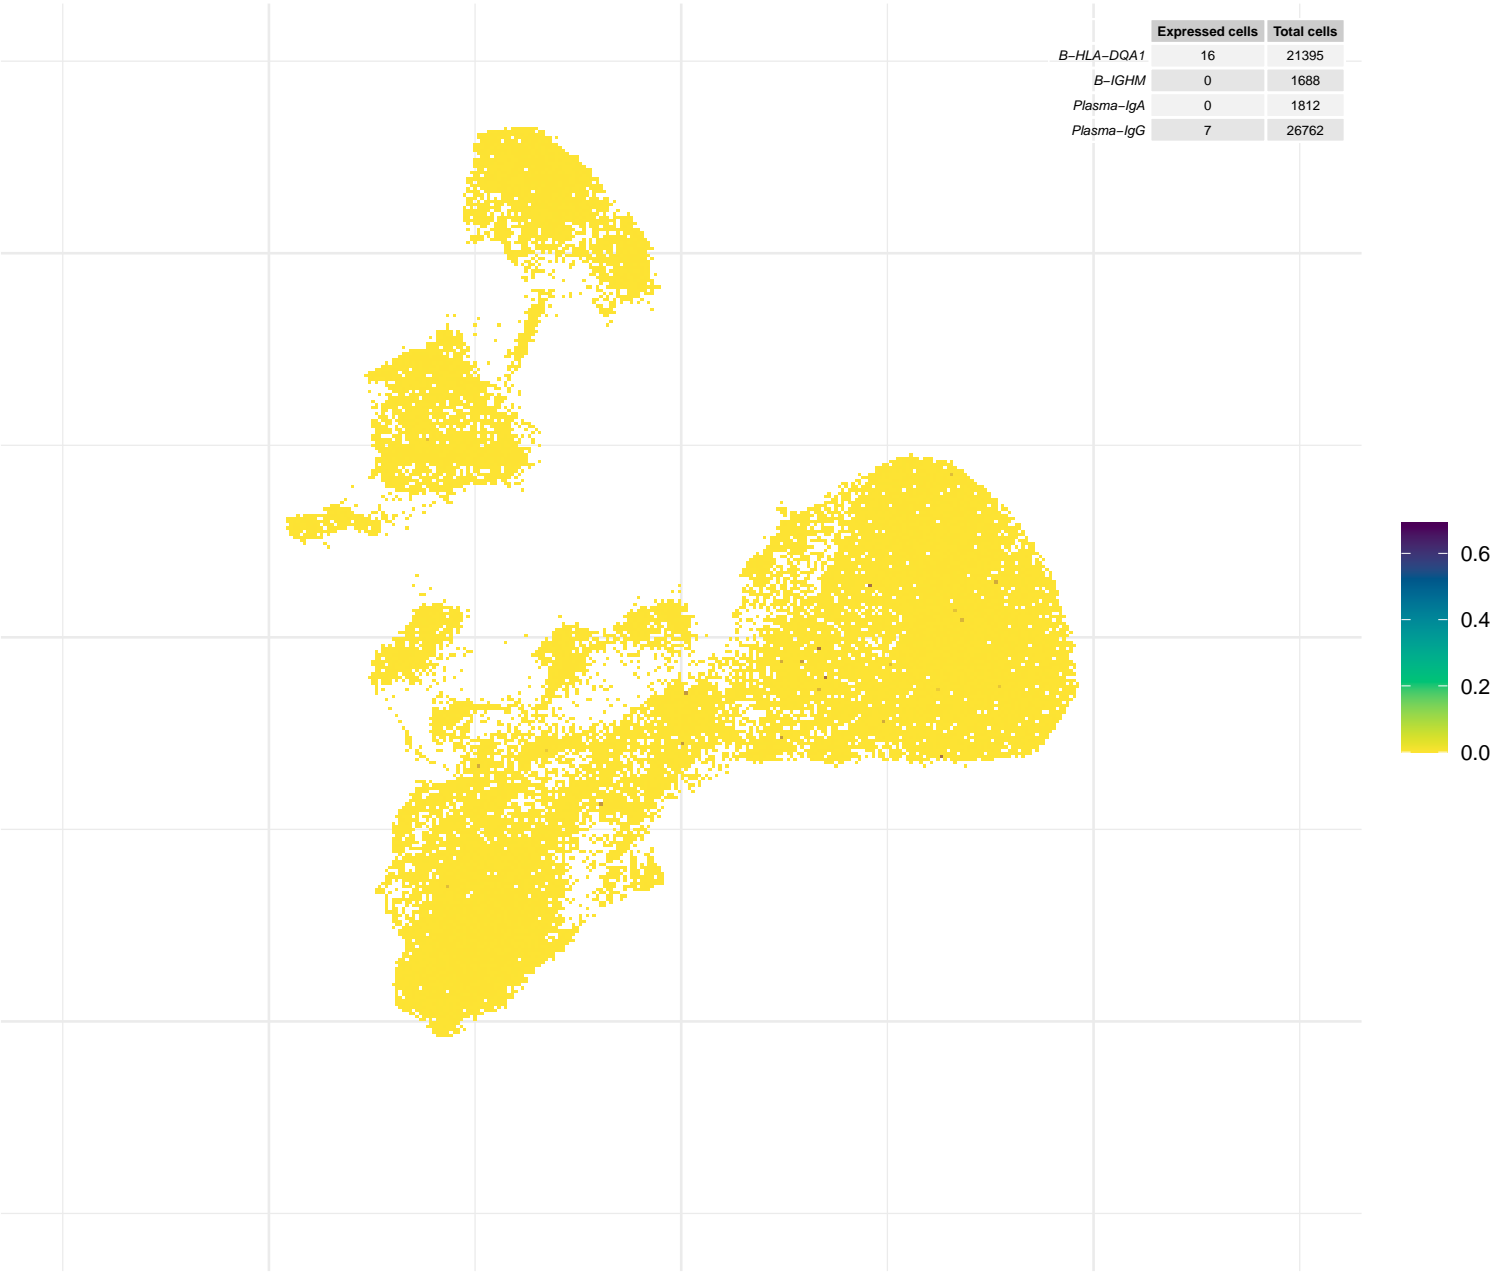 Expressed cells Total cells
B−HLA−DQA1 16 21395
B−IGHM 0 1688
Plasma−IgA 0 1812
Plasma−IgG 7 26762
0.6
0.4
0.2
0.0